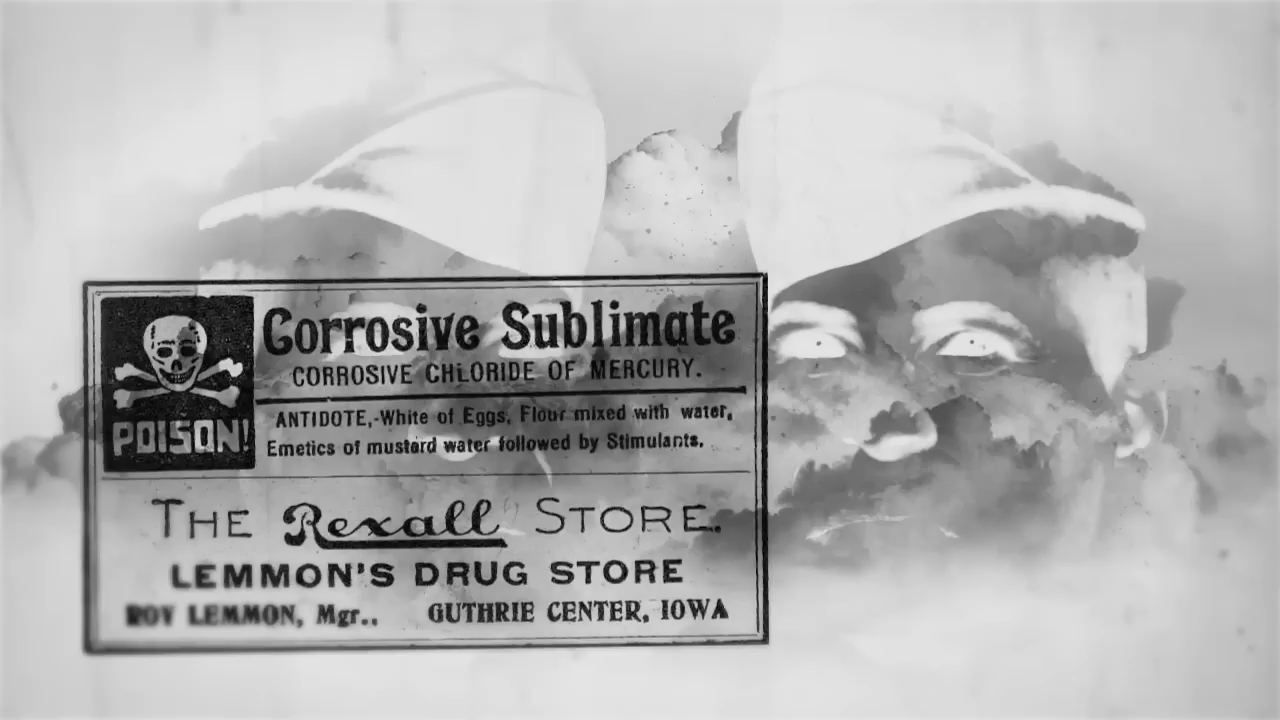 Corrosive Sublimate
CORROSIVE CHLORIDE OF MERCURY.
POISON!
ANTIDOTE,-White of Eggs, Flour mixed with water,
Emetics of mustard water followed by Stimulants.
THE Rexall STORE.
LEMMON'S DRUG STORE
ROY LEMMON, Mgr..  GUTHRIE CENTER, IOWA